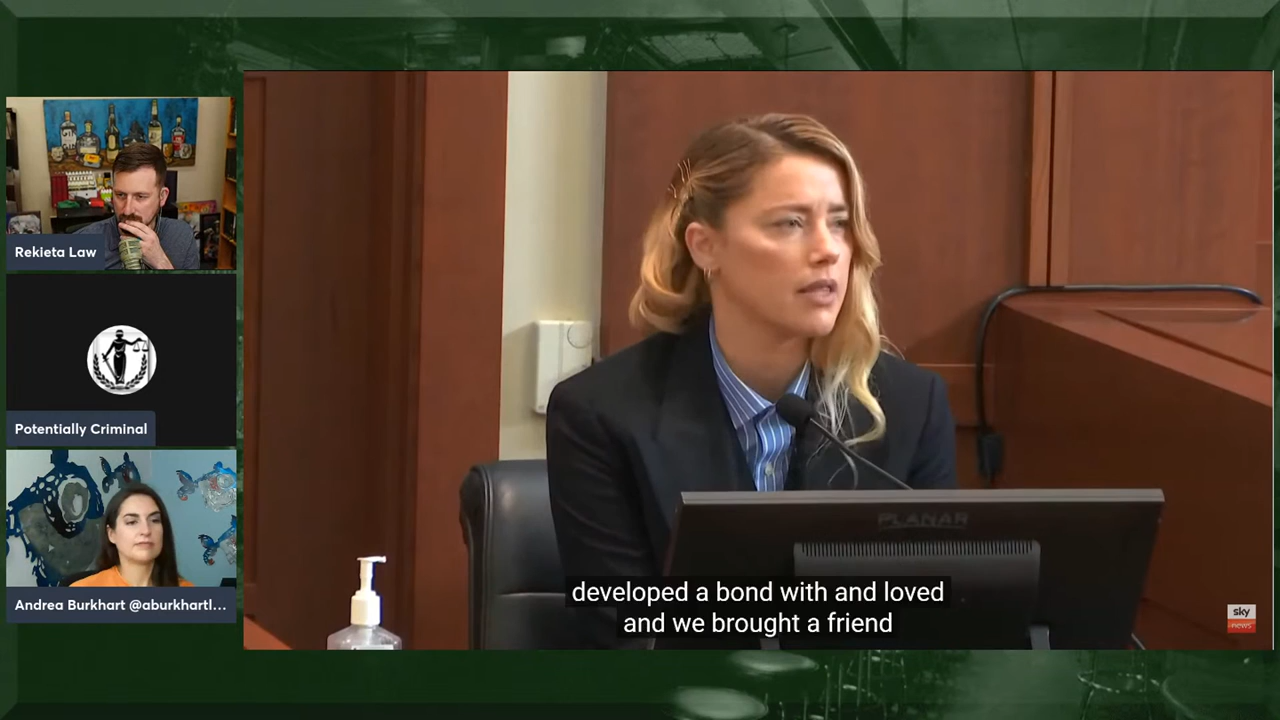 Rekieta Law
Potentially Criminal
Andrea Burkhart @aburkhartl...
PLANAR
developed a bond with and loved
and we brought a friend
sky
news